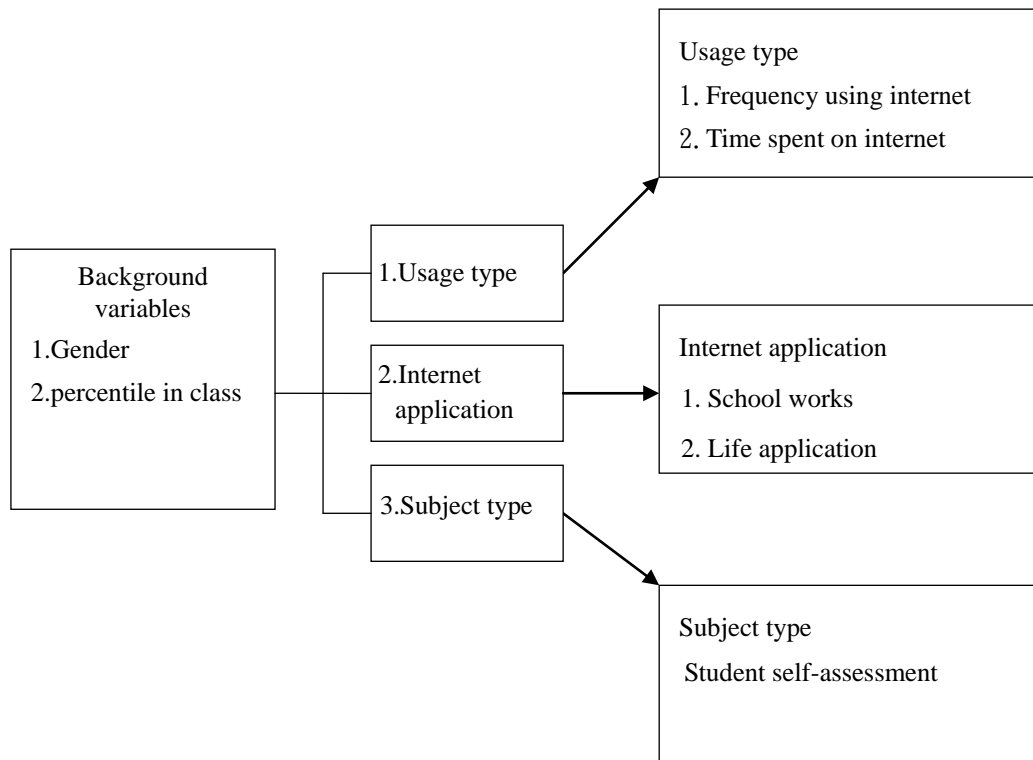 Background
variables
1.Gender
2.percentile in class
1.Usage type
2.Internet
application
3.Subject type
Usage type
1. Frequency using internet
2. Time spent on internet
Internet application
1. School works
2. Life application
Subject type
Student self-assessment